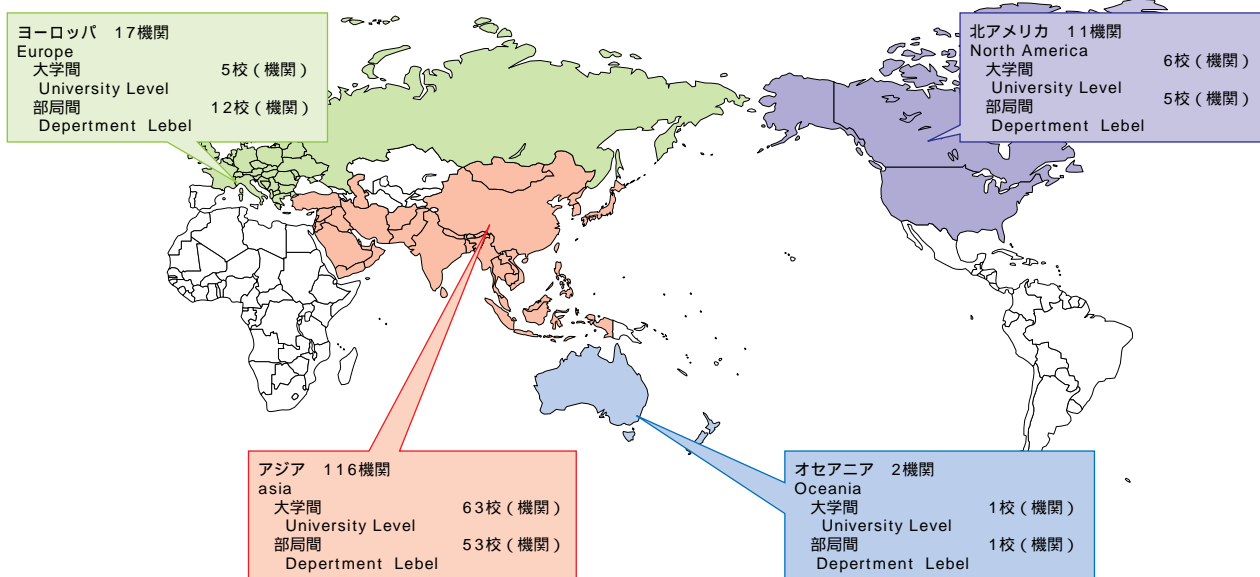 ヨーロッパ 17機関
Europe
大学間 5校(機関)
University Level
部局間 12校(機関)
Depertment Lebel
北アメリカ 11機関
North America
大学間 6校(機関)
University Level
部局間 5校(機関)
Depertment Lebel
アジア 116機関
asia
大学間 63校(機関)
University Level
部局間 53校(機関)
Depertment Lebel
オセアニア 2機関
Oceania
大学間 1校(機関)
University Level
部局間 1校(機関)
Depertment Lebel